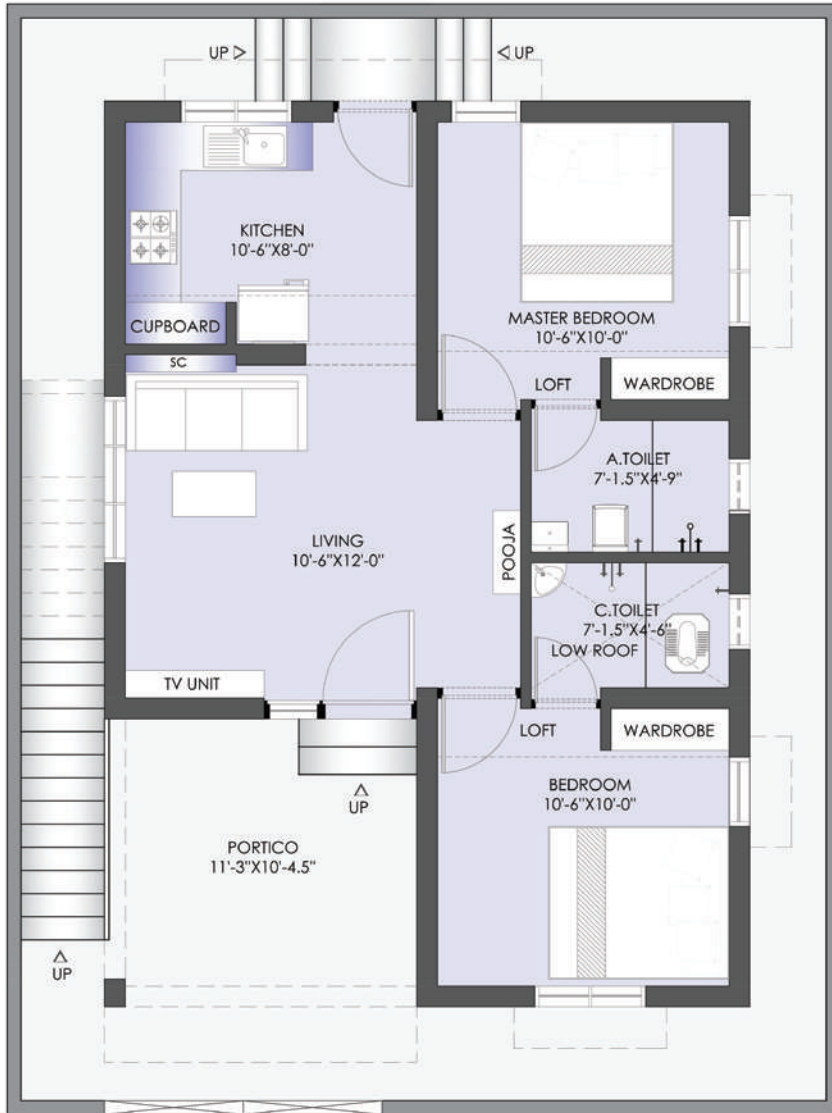 UP
UP
KITCHEN
10'-6"X8'-0"
CUPBOARD
SC
MASTER BEDROOM
10'-6"X10'-0"
LOFT
WARDROBE
A.TOILET
7'-1.5"X4'-9"
LIVING
10'-6"X12'-0"
POOJA
C.TOILET
7'-1.5"X4'-6"
LOW ROOF
TV UNIT
LOFT
WARDROBE
UP
BEDROOM
10'-6"X10'-0"
PORTICO
11'-3"X10'-4.5"
UP